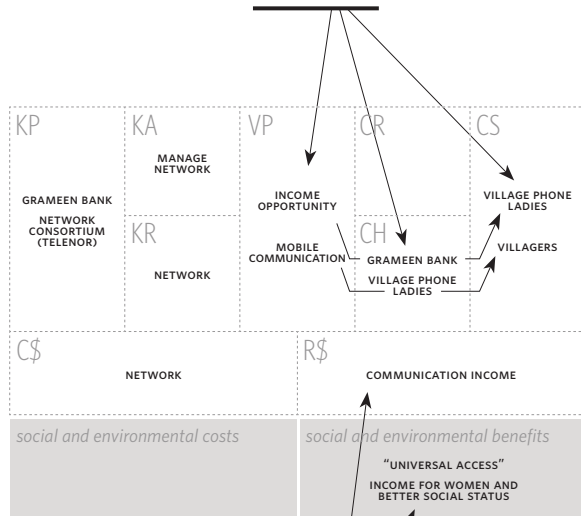 KP
GRAMEEN BANK
NETWORK
CONSORTIUM
(TELENOR)
KA
MANAGE
NETWORK
KR
NETWORK
VP
INCOME
OPPORTUNITY
MOBILE
COMMUNICATION
CR
CH
GRAMEEN BANK
VILLAGE PHONE
LADIES
CS
VILLAGE PHONE
LADIES
VILLAGERS
C$
NETWORK
R$
COMMUNICATION INCOME
social and environmental costs
social and environmental benefits
“UNIVERSAL ACCESS”
INCOME FOR WOMEN AND
BETTER SOCIAL STATUS